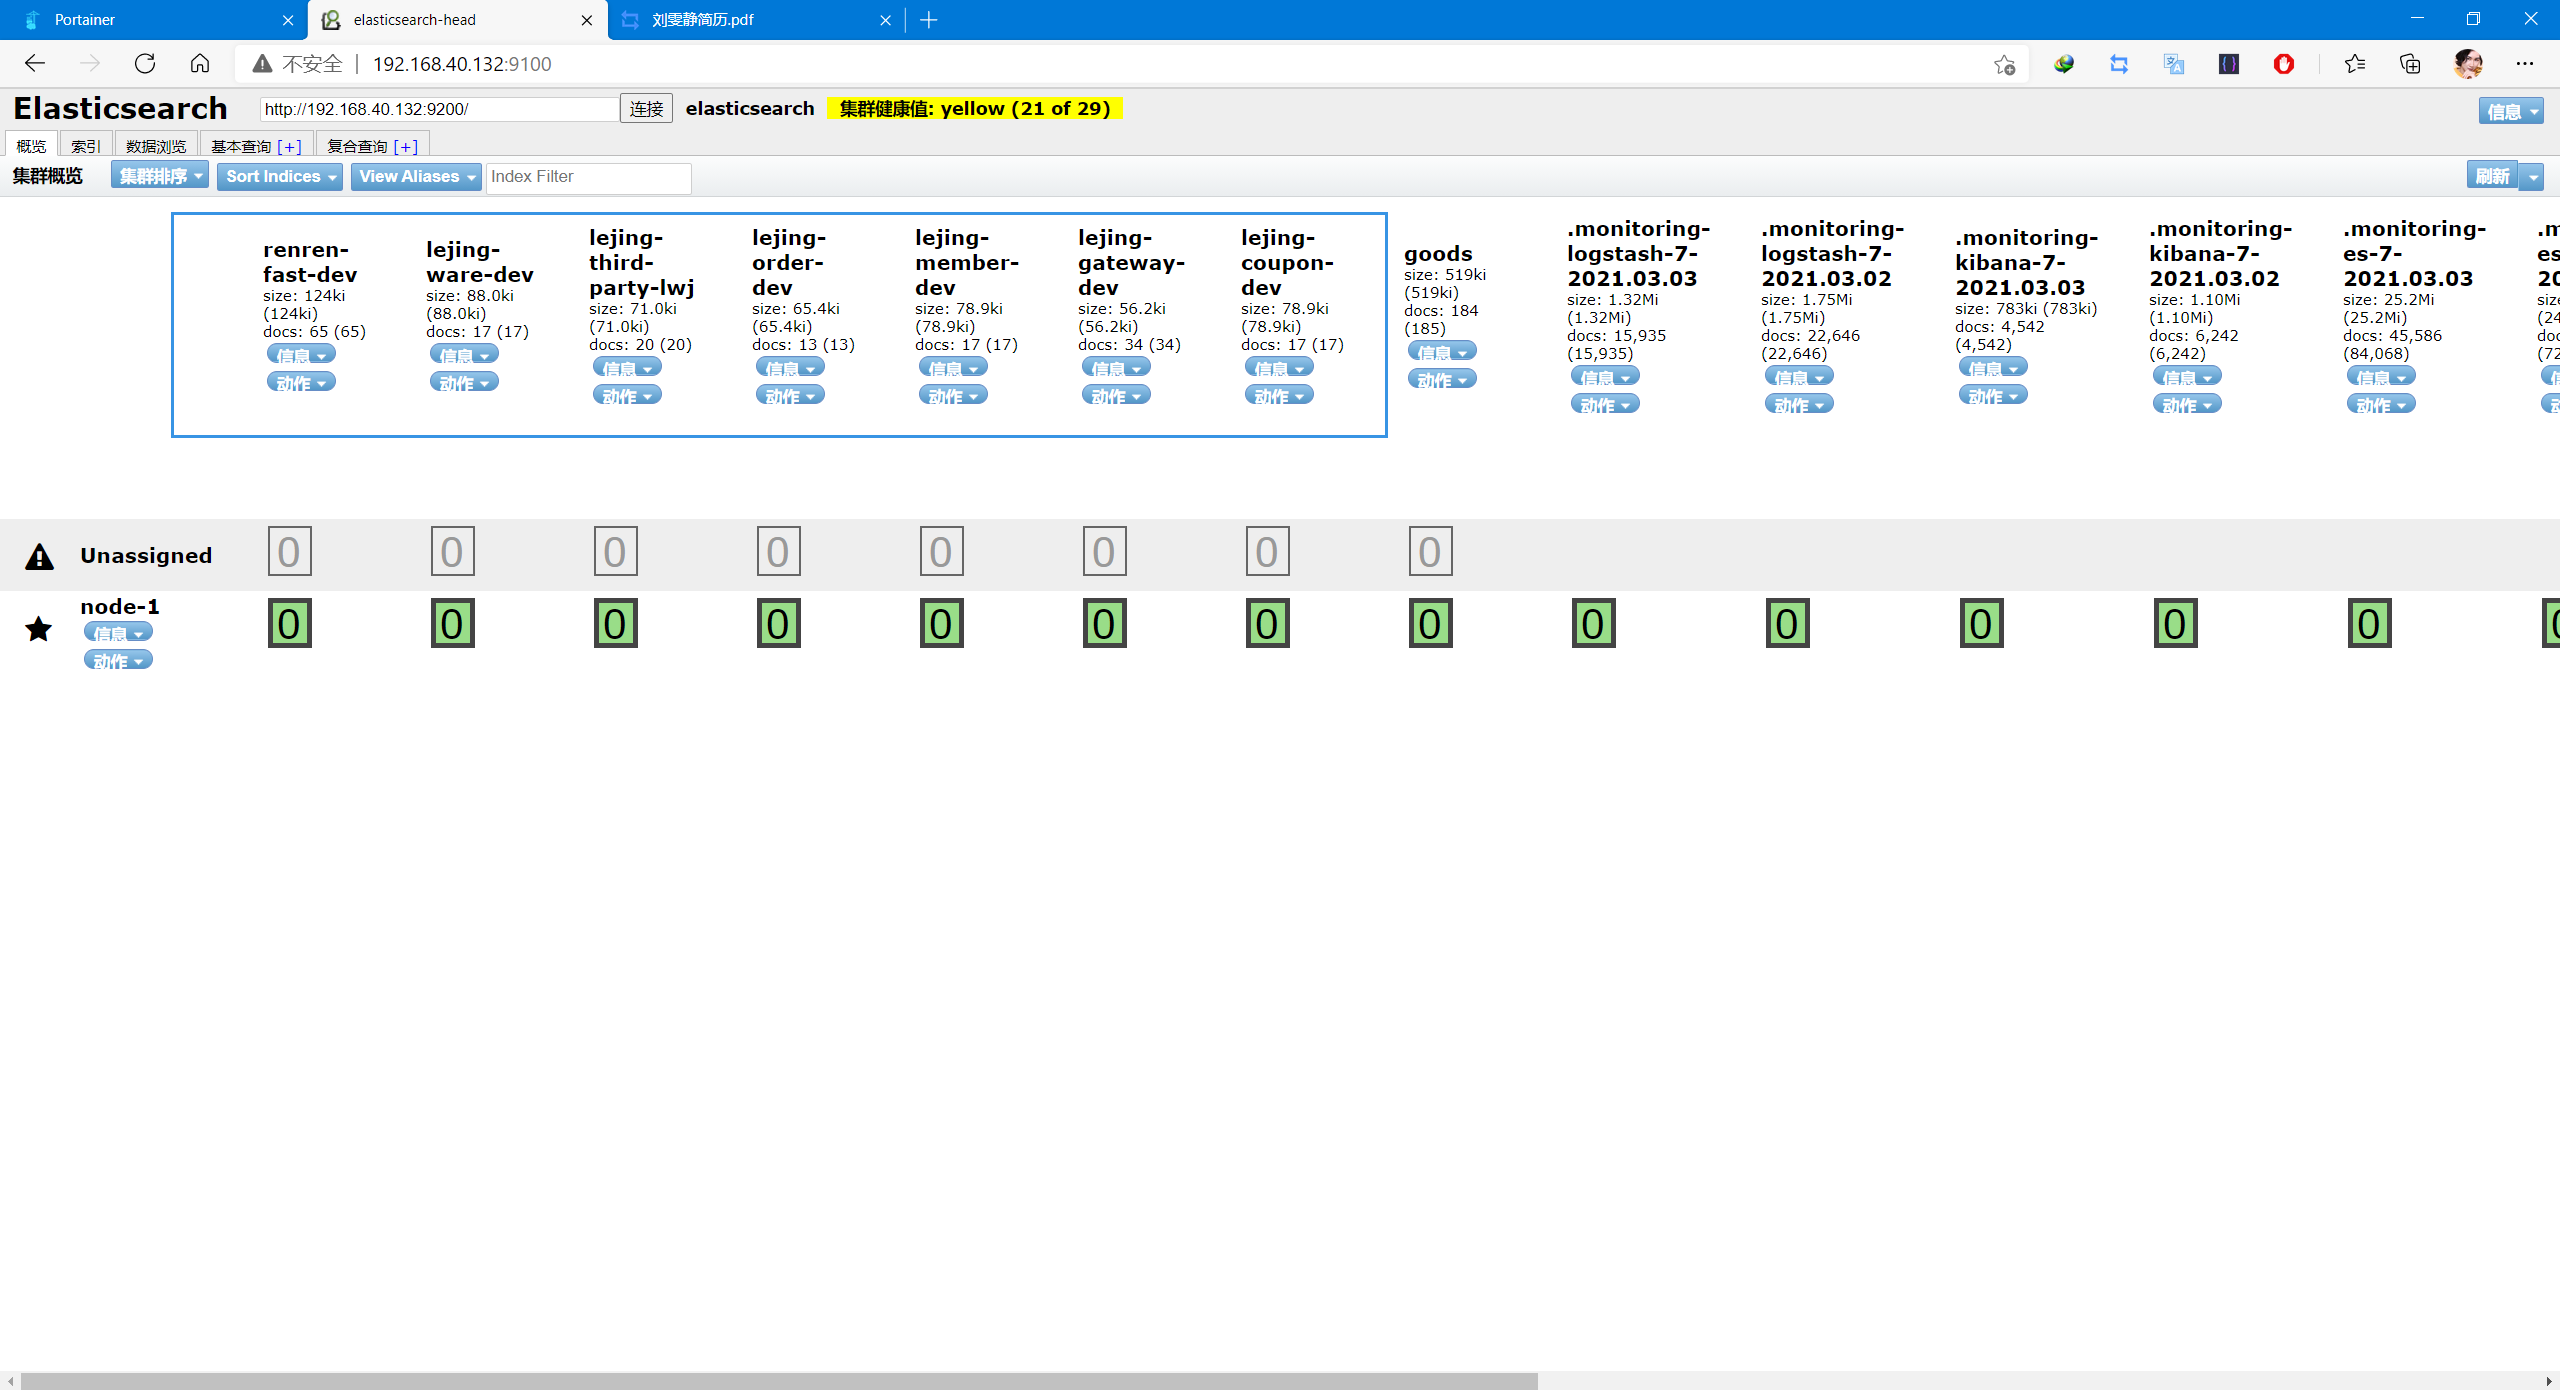 Portainer
elasticsearch-head
刘雯静简历.pdf
不安全 | 192.168.40.132:9100
Elasticsearch
http://192.168.40.132:9200/
连接
elasticsearch
集群健康值: yellow (21 of 29)
信息
概览
索引
数据浏览
基本查询 [+]
复合查询 [+]
集群概览
集群排序
Sort Indices
View Aliases
Index Filter
刷新
renren-
fast-dev
size: 124ki
(124ki)
docs: 65 (65)
信息
动作
lejing-
ware-dev
size: 88.0ki
(88.0ki)
docs: 17 (17)
信息
动作
lejing-
third-
party-lwj
size: 71.0ki
(71.0ki)
docs: 20 (20)
信息
动作
lejing-
order-
dev
size: 65.4ki
(65.4ki)
docs: 13 (13)
信息
动作
lejing-
member-
dev
size: 78.9ki
(78.9ki)
docs: 17 (17)
信息
动作
lejing-
gateway-
dev
size: 56.2ki
(56.2ki)
docs: 34 (34)
信息
动作
lejing-
coupon-
dev
size: 78.9ki
(78.9ki)
docs: 17 (17)
信息
动作
goods
size: 519ki
(519ki)
docs: 184
(185)
信息
动作
.monitoring-
logstash-7-
2021.03.03
size: 1.32Mi
(1.32Mi)
docs: 15,935
(15,935)
信息
动作
.monitoring-
logstash-7-
2021.03.02
size: 1.75Mi
(1.75Mi)
docs: 22,646
(22,646)
信息
动作
.monitoring-
kibana-7-
2021.03.03
size: 783ki (783ki)
docs: 4,542
(4,542)
信息
动作
.monitoring-
kibana-7-
2021.03.02
size: 1.10Mi
(1.10Mi)
docs: 6,242
(6,242)
信息
动作
.monitoring-
es-7-
2021.03.03
size: 25.2Mi
(25.2Mi)
docs: 45,586
(84,068)
信息
动作
Unassigned
0 0 0 0 0 0 0 0
node-1
信息
动作
0 0 0 0 0 0 0 0 0 0 0 0 0 0